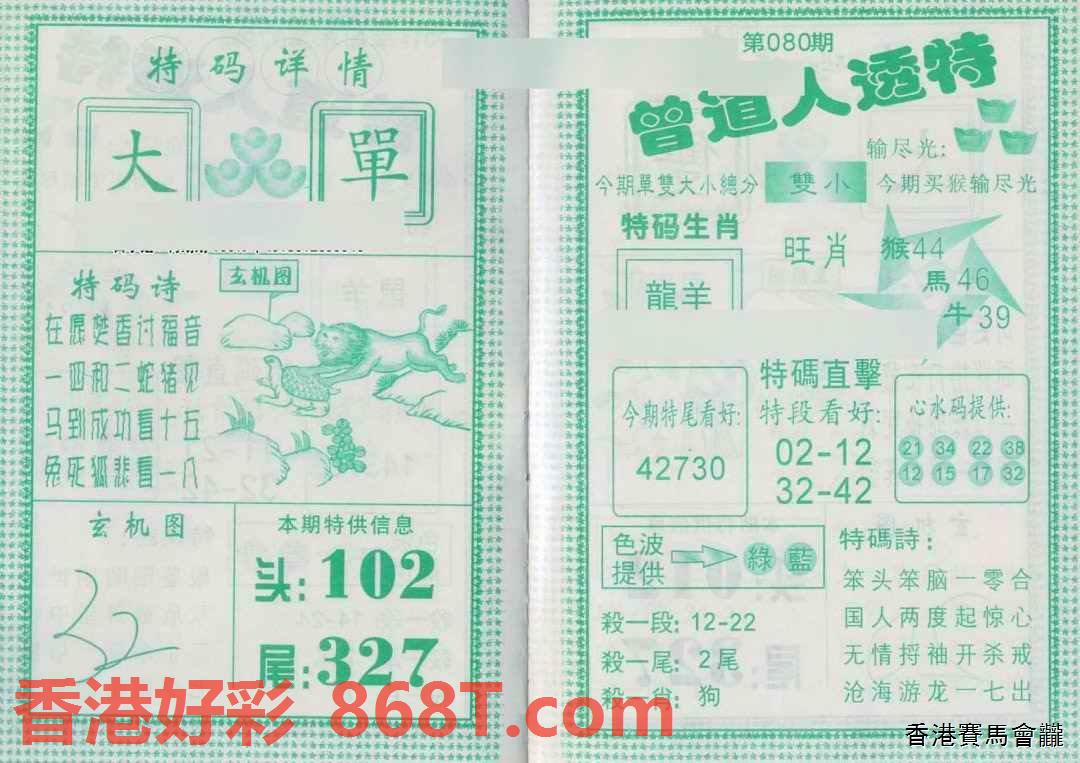 特码详情
大 單
特码诗
在愿焚香讨福音
一四和二蛇猪见
马到成功看十五
兔死狐悲看一八
玄机图
玄机图
32
本期特供信息
头:102
尾:327
第080期
曾道人透特
输尽光:
今期單雙大小總分 雙小 今期买猴输尽光
特码生肖
龍羊
旺肖
猴44
馬46
牛39
今期特尾看好:
42730
特碼直擊
特段看好:
02-12
32-42
心水码提供:
21 34 22 38
12 15 17 32
色波
提供
綠 藍
殺一段: 12-22
殺一尾: 2尾
殺一肖: 狗
特碼詩:
笨头笨脑一零合
国人两度起惊心
无情捋袖开杀戒
沧海游龙一七出
香港好彩 868T.com
香港賽馬會